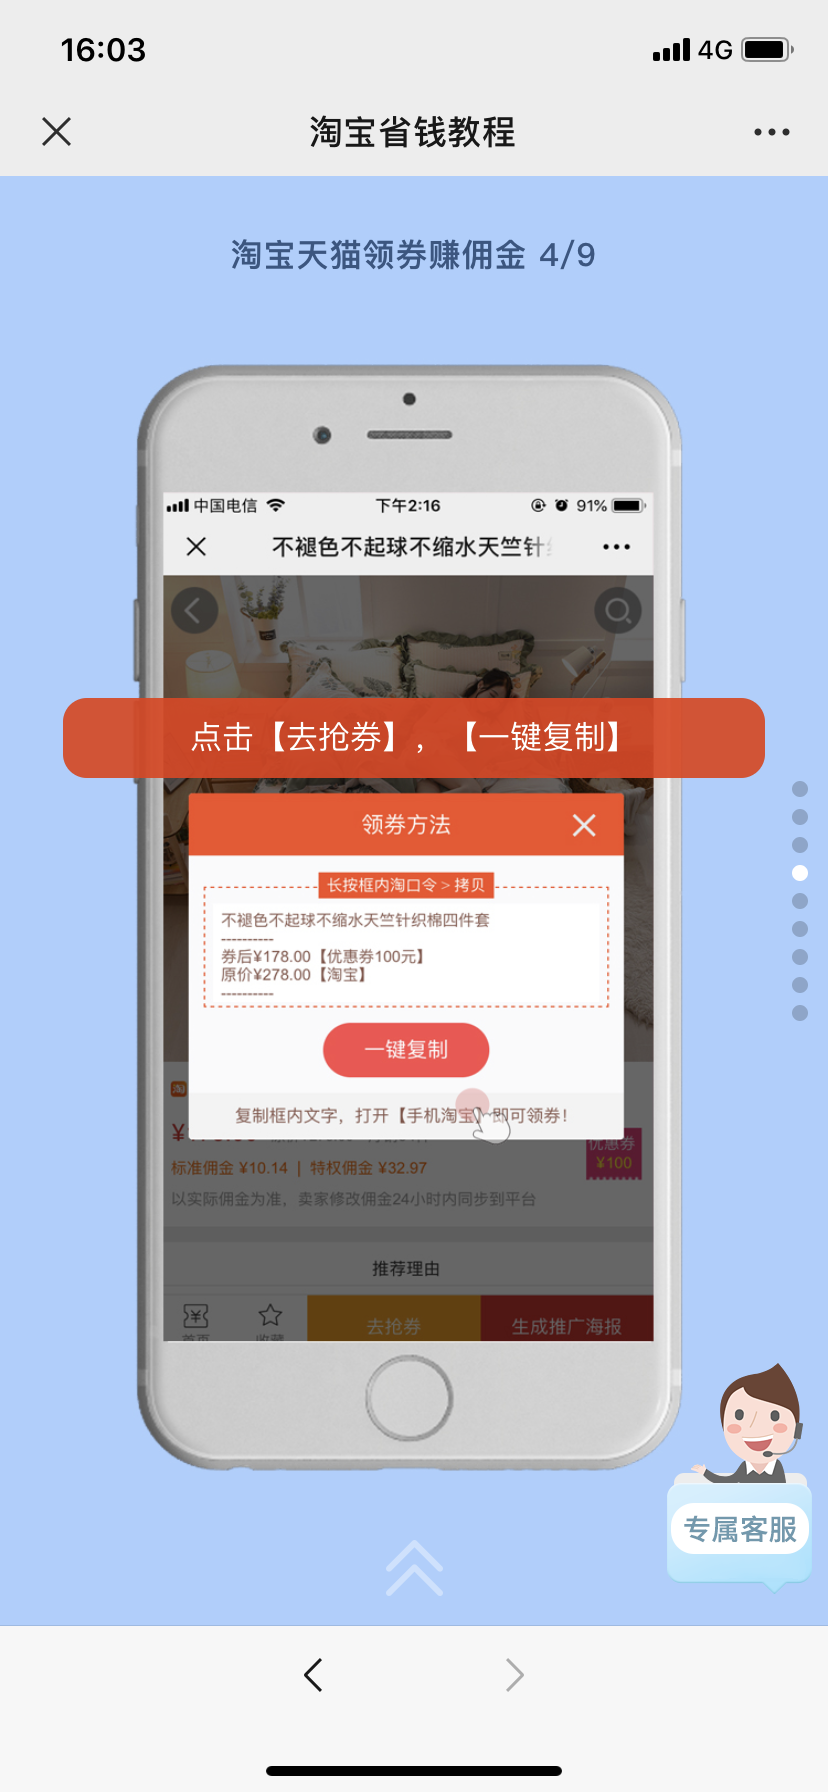 16:03
4G
淘宝省钱教程
淘宝天猫领券赚佣金 4/9
中国电信
下午2:16
91%
不褪色不起球不缩水天竺针
点击【去抢券】，【一键复制】
领券方法
长按框内淘口令 > 拷贝
不褪色不起球不缩水天竺针织棉四件套
----------
券后¥178.00【优惠券100元】
原价¥278.00【淘宝】
----------
一键复制
复制框内文字，打开【手机淘宝】即可领券！
淘
优惠券
¥100
标准佣金 ¥10.14 | 特权佣金 ¥32.97
以实际佣金为准，卖家修改佣金24小时内同步到平台
推荐理由
去抢券
生成推广海报
专属客服